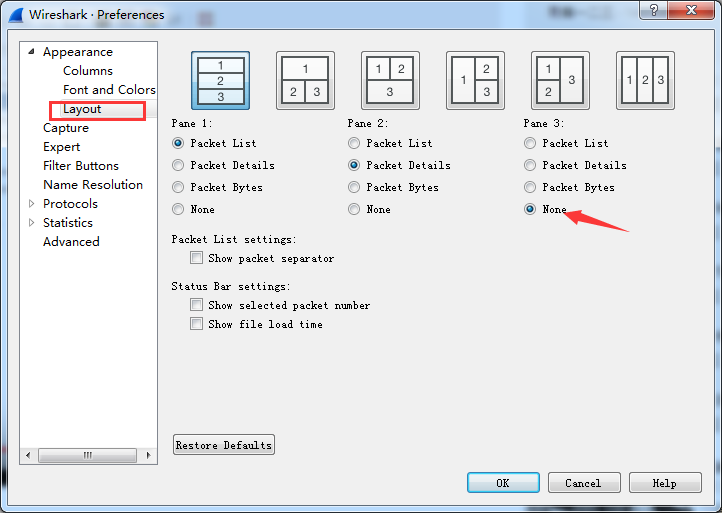 Wireshark · Preferences
Appearance
Columns
Font and Colors
Layout
Capture
Expert
Filter Buttons
Name Resolution
Protocols
Statistics
Advanced
1 2 3
1 2 3
1 2 3
1 2 3
1 2 3
1 2 3
Pane 1: Pane 2: Pane 3:
Packet List Packet List Packet List
Packet Details Packet Details Packet Details
Packet Bytes Packet Bytes Packet Bytes
None None None
Packet List settings:
Show packet separator
Status Bar settings:
Show selected packet number
Show file load time
Restore Defaults
OK Cancel Help